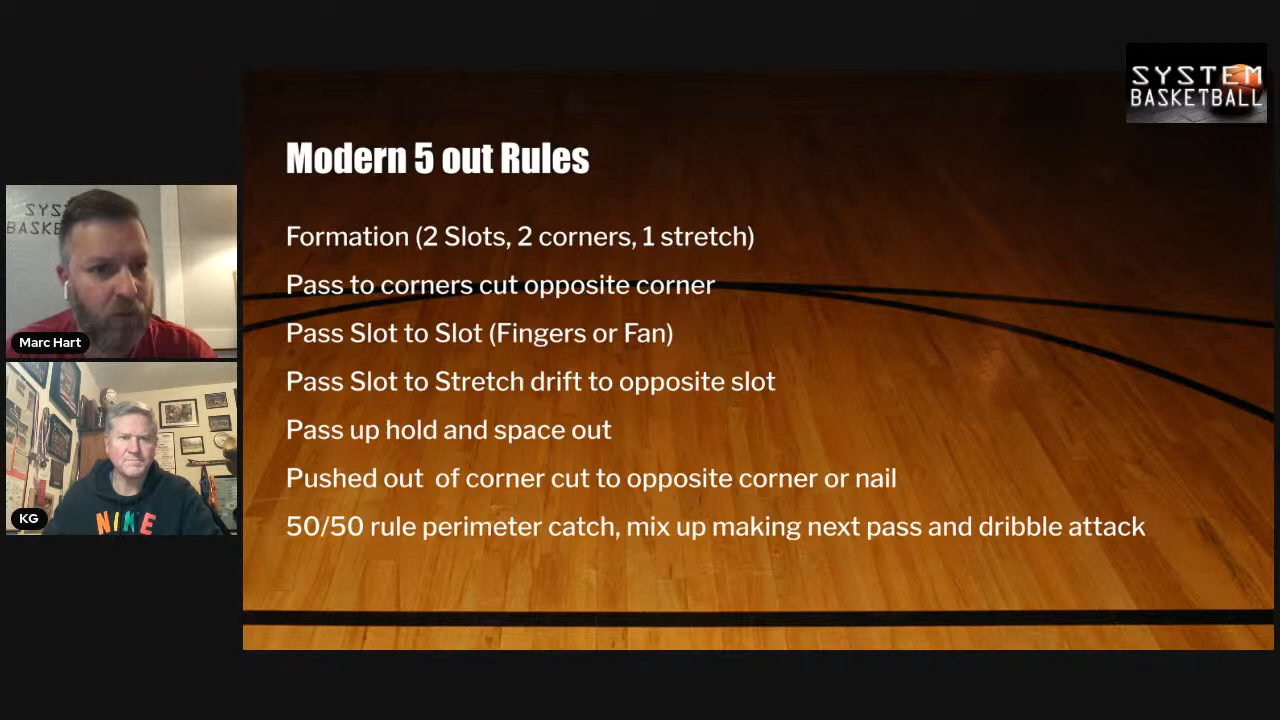 SYSTEM
BASKETBALL
Modern 5 out Rules
Formation (2 Slots, 2 corners, 1 stretch)
Pass to corners cut opposite corner
Pass Slot to Slot (Fingers or Fan)
Pass Slot to Stretch drift to opposite slot
Pass up hold and space out
Pushed out  of corner cut to opposite corner or nail
50/50 rule perimeter catch, mix up making next pass and dribble attack
SYS
BASKE
Marc Hart
NIKE
KG